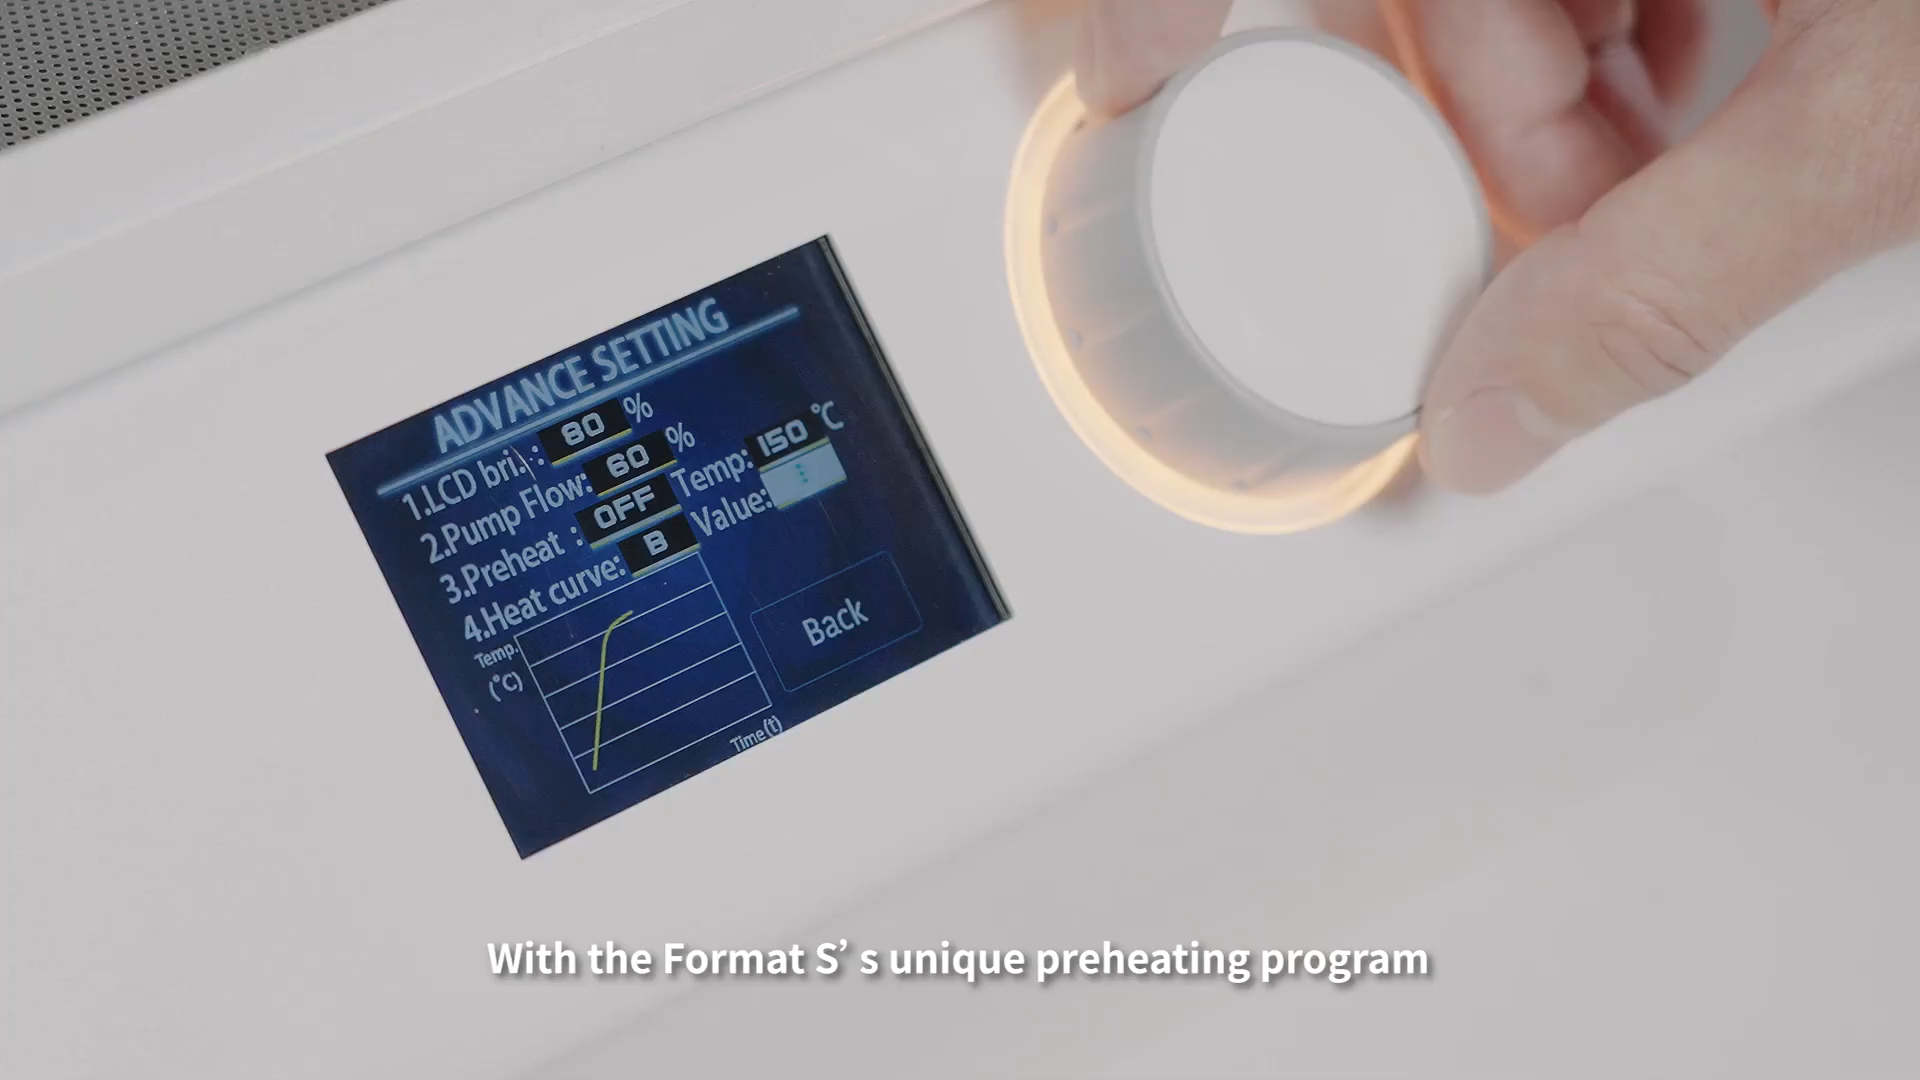 ADVANCE SETTING
1.LCD bri. : 80 %
2.Pump Flow: 60 %
3.Preheat : OFF Temp: 150 °C
4.Heat curve: B Value:
Temp.
(°C)
Time(t)
Back
With the Format S’ s unique preheating program